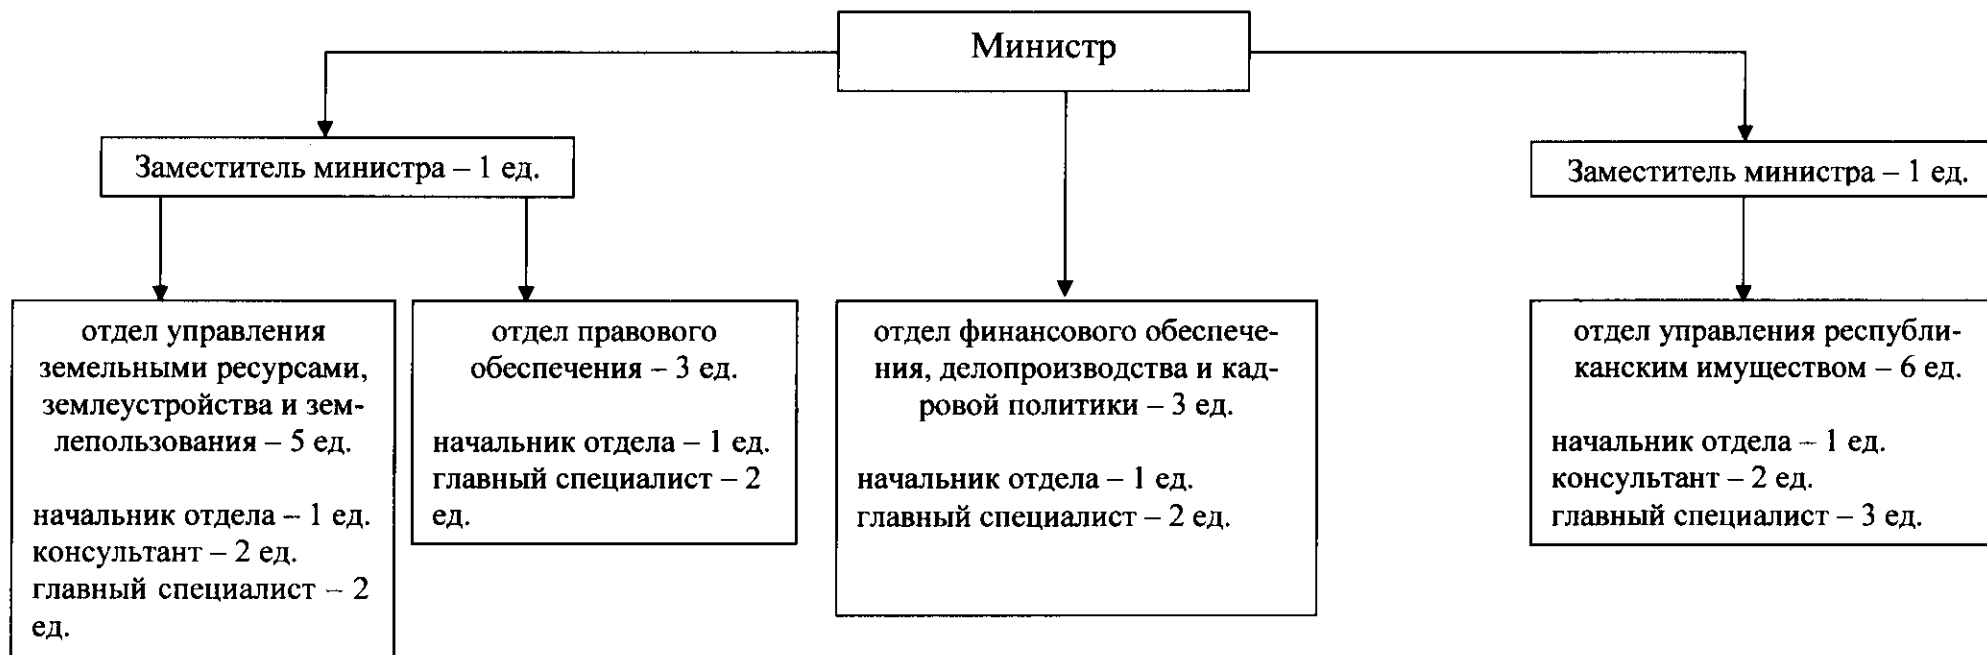 Министр
Заместитель министра – 1 ед.
Заместитель министра – 1 ед.
отдел управления
земельными ресурсами,
землеустройства и зем-
лепользования – 5 ед.
начальник отдела – 1 ед.
консультант – 2 ед.
главный специалист – 2
ед.
отдел правового
обеспечения – 3 ед.
начальник отдела – 1 ед.
главный специалист – 2
ед.
отдел финансового обеспече-
ния, делопроизводства и кад-
ровой политики – 3 ед.
начальник отдела – 1 ед.
главный специалист – 2 ед.
отдел управления республи-
канским имуществом – 6 ед.
начальник отдела – 1 ед.
консультант – 2 ед.
главный специалист – 3 ед.